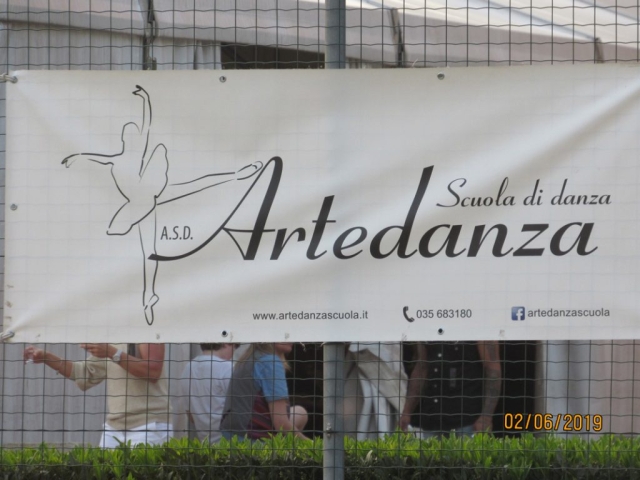 Scuola di danza
A.S.D. Artedanza
www.artedanzascuola.it 035 683180 artedanzascuola
02/06/2019